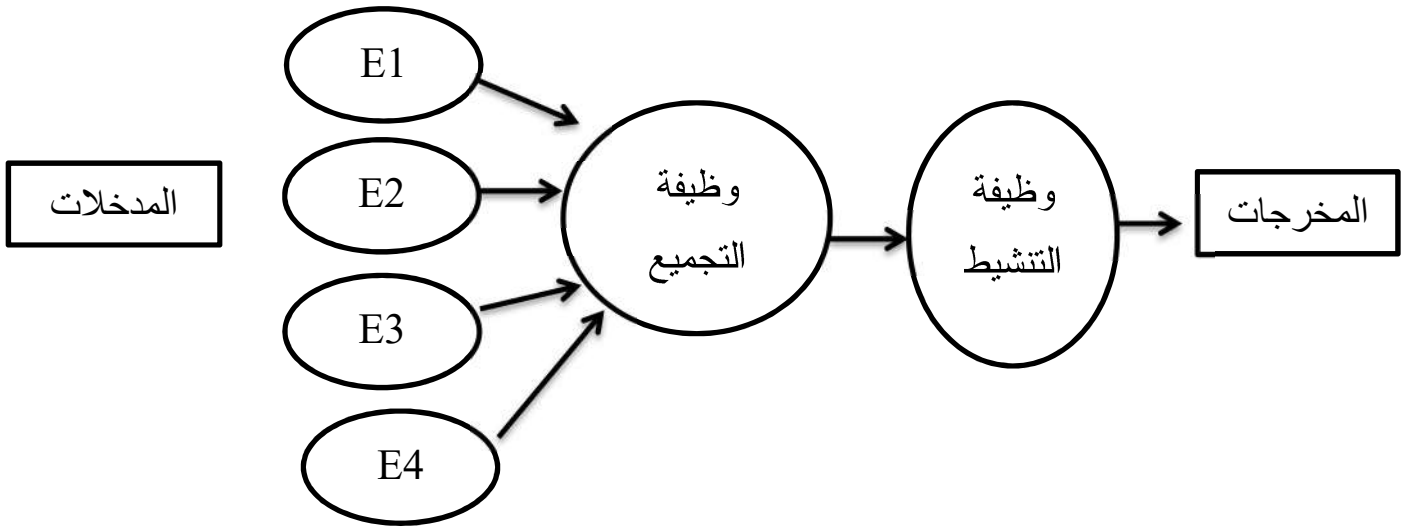 المدخلات
E1
E2
E3
E4
وظيفة
التجميع
وظيفة
التنشيط
المخرجات